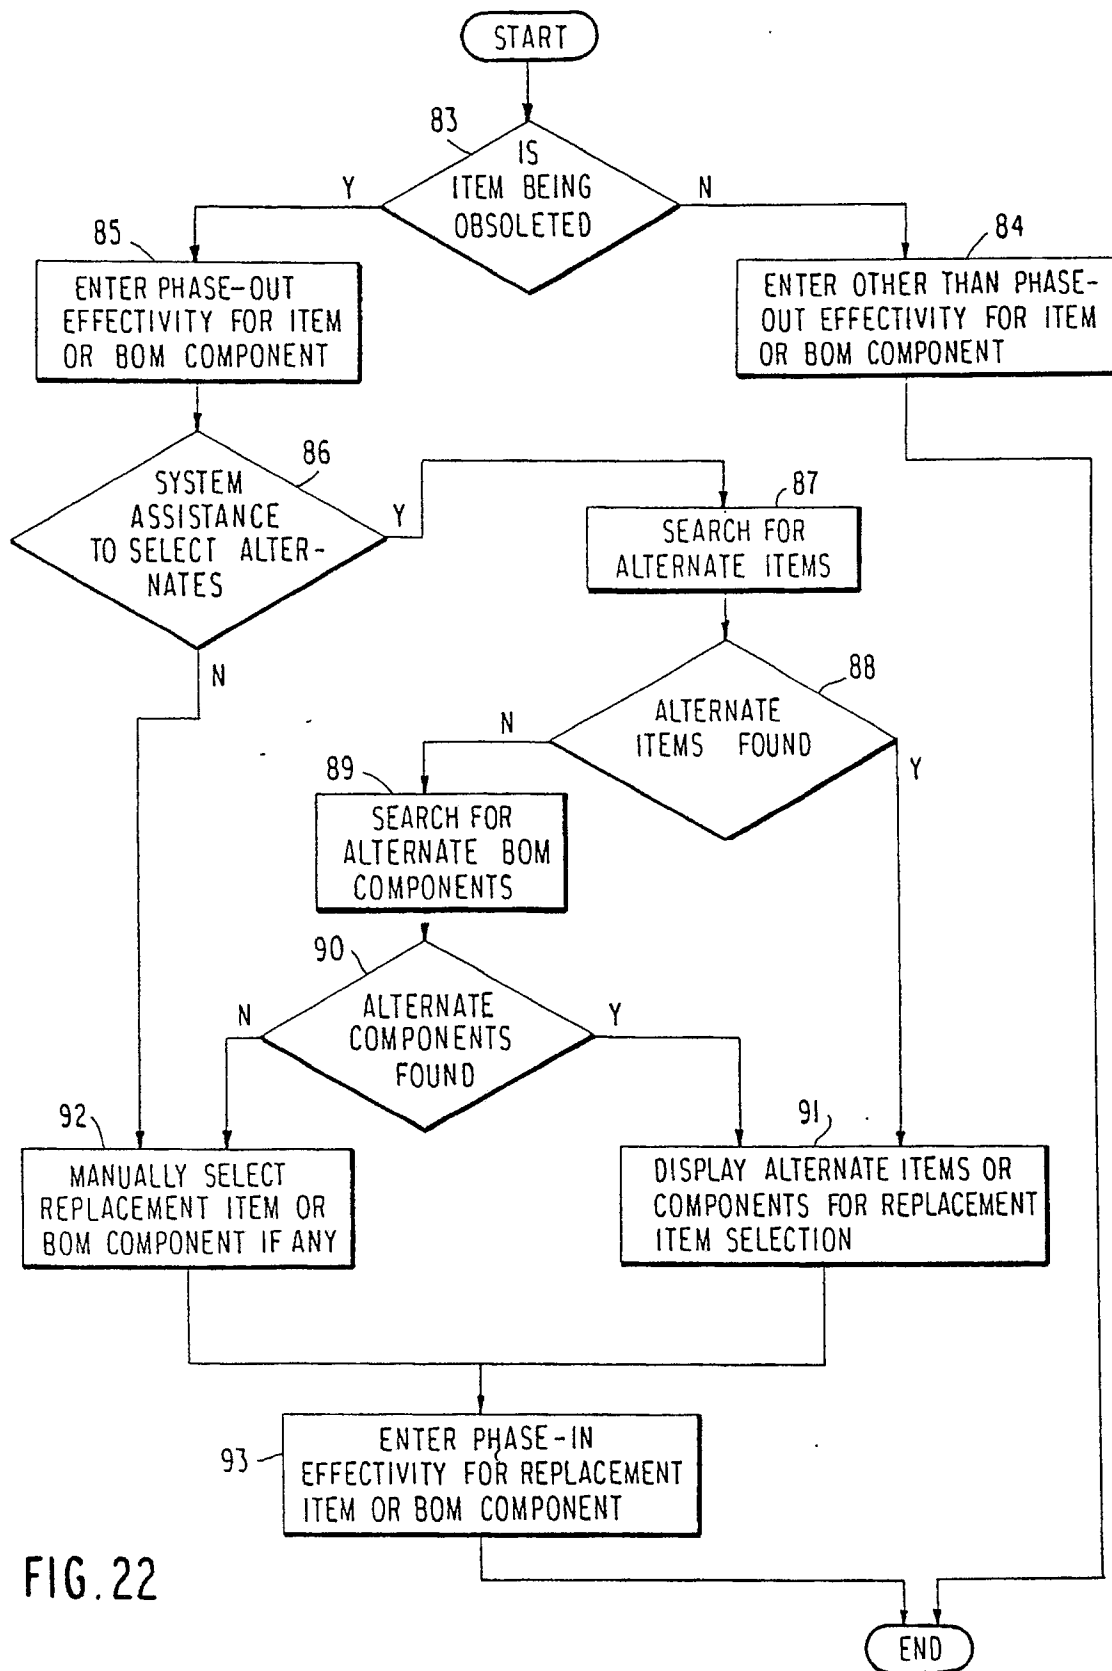 START
83
IS
ITEM BEING
OBSOLETED
Y
N
85
ENTER PHASE-OUT
EFFECTIVITY FOR ITEM
OR BOM COMPONENT
84
ENTER OTHER THAN PHASE-
OUT EFFECTIVITY FOR ITEM
OR BOM COMPONENT
86
SYSTEM
ASSISTANCE
TO SELECT ALTER-
NATES
Y
N
87
SEARCH FOR
ALTERNATE ITEMS
88
ALTERNATE
ITEMS FOUND
N
Y
89
SEARCH FOR
ALTERNATE BOM
COMPONENTS
90
ALTERNATE
COMPONENTS
FOUND
N
Y
92
MANUALLY SELECT
REPLACEMENT ITEM OR
BOM COMPONENT IF ANY
91
DISPLAY ALTERNATE ITEMS OR
COMPONENTS FOR REPLACEMENT
ITEM SELECTION
93
ENTER PHASE-IN
EFFECTIVITY FOR REPLACEMENT
ITEM OR BOM COMPONENT
FIG. 22
END